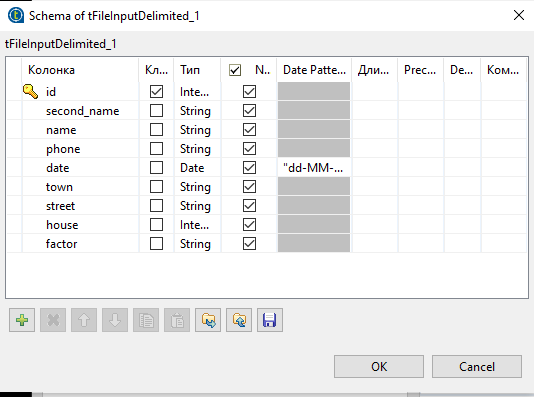 Schema of tFileInputDelimited_1
tFileInputDelimited_1
Колонка Кл... Тип N.. Date Patte... Дли... Prec... De... Ком...
id Inte...
second_name String
name String
phone String
date Date "dd-MM-...
town String
street String
house Inte...
factor String
OK Cancel